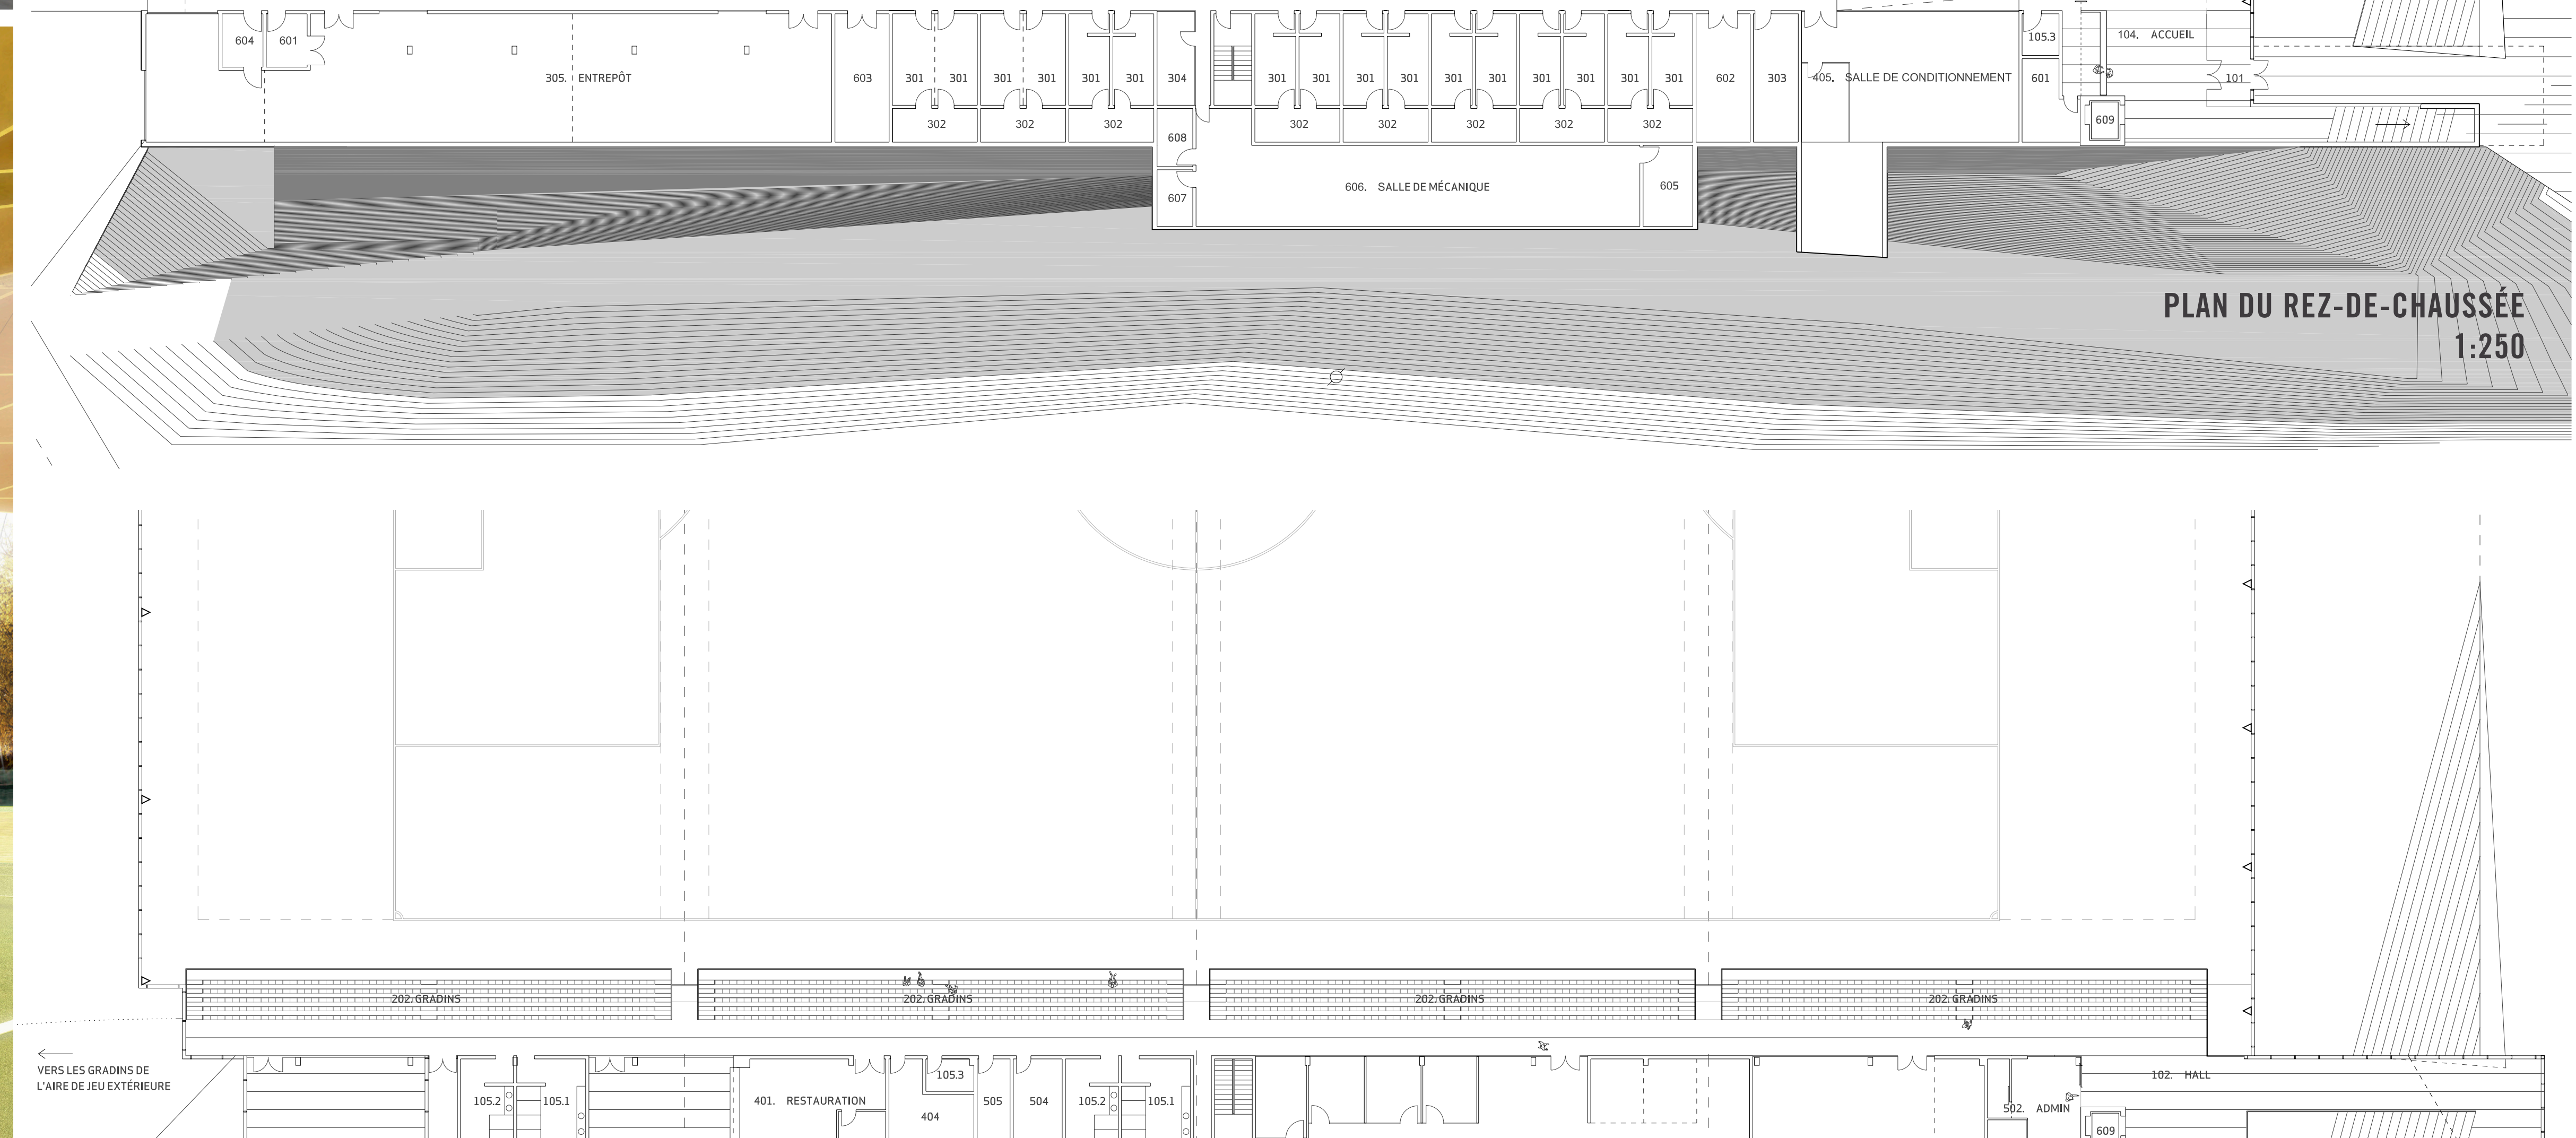 604
601
305. ENTREPÔT
603
301 301 301 301 301 301
304
301 301 301 301 301 301 301 301 301 301
602
303
405. SALLE DE CONDITIONNEMENT
105.3
601
104. ACCUEIL
101
609
302 302 302
608
302 302 302 302 302
607
606. SALLE DE MÉCANIQUE
605
PLAN DU REZ-DE-CHAUSSÉE
1:250
202. GRADINS
202. GRADINS
202. GRADINS
202. GRADINS
VERS LES GRADINS DE
L'AIRE DE JEU EXTÉRIEURE
105.2
105.1
401. RESTAURATION
105.3
404
505
504
105.2
105.1
502. ADMIN
102. HALL
609